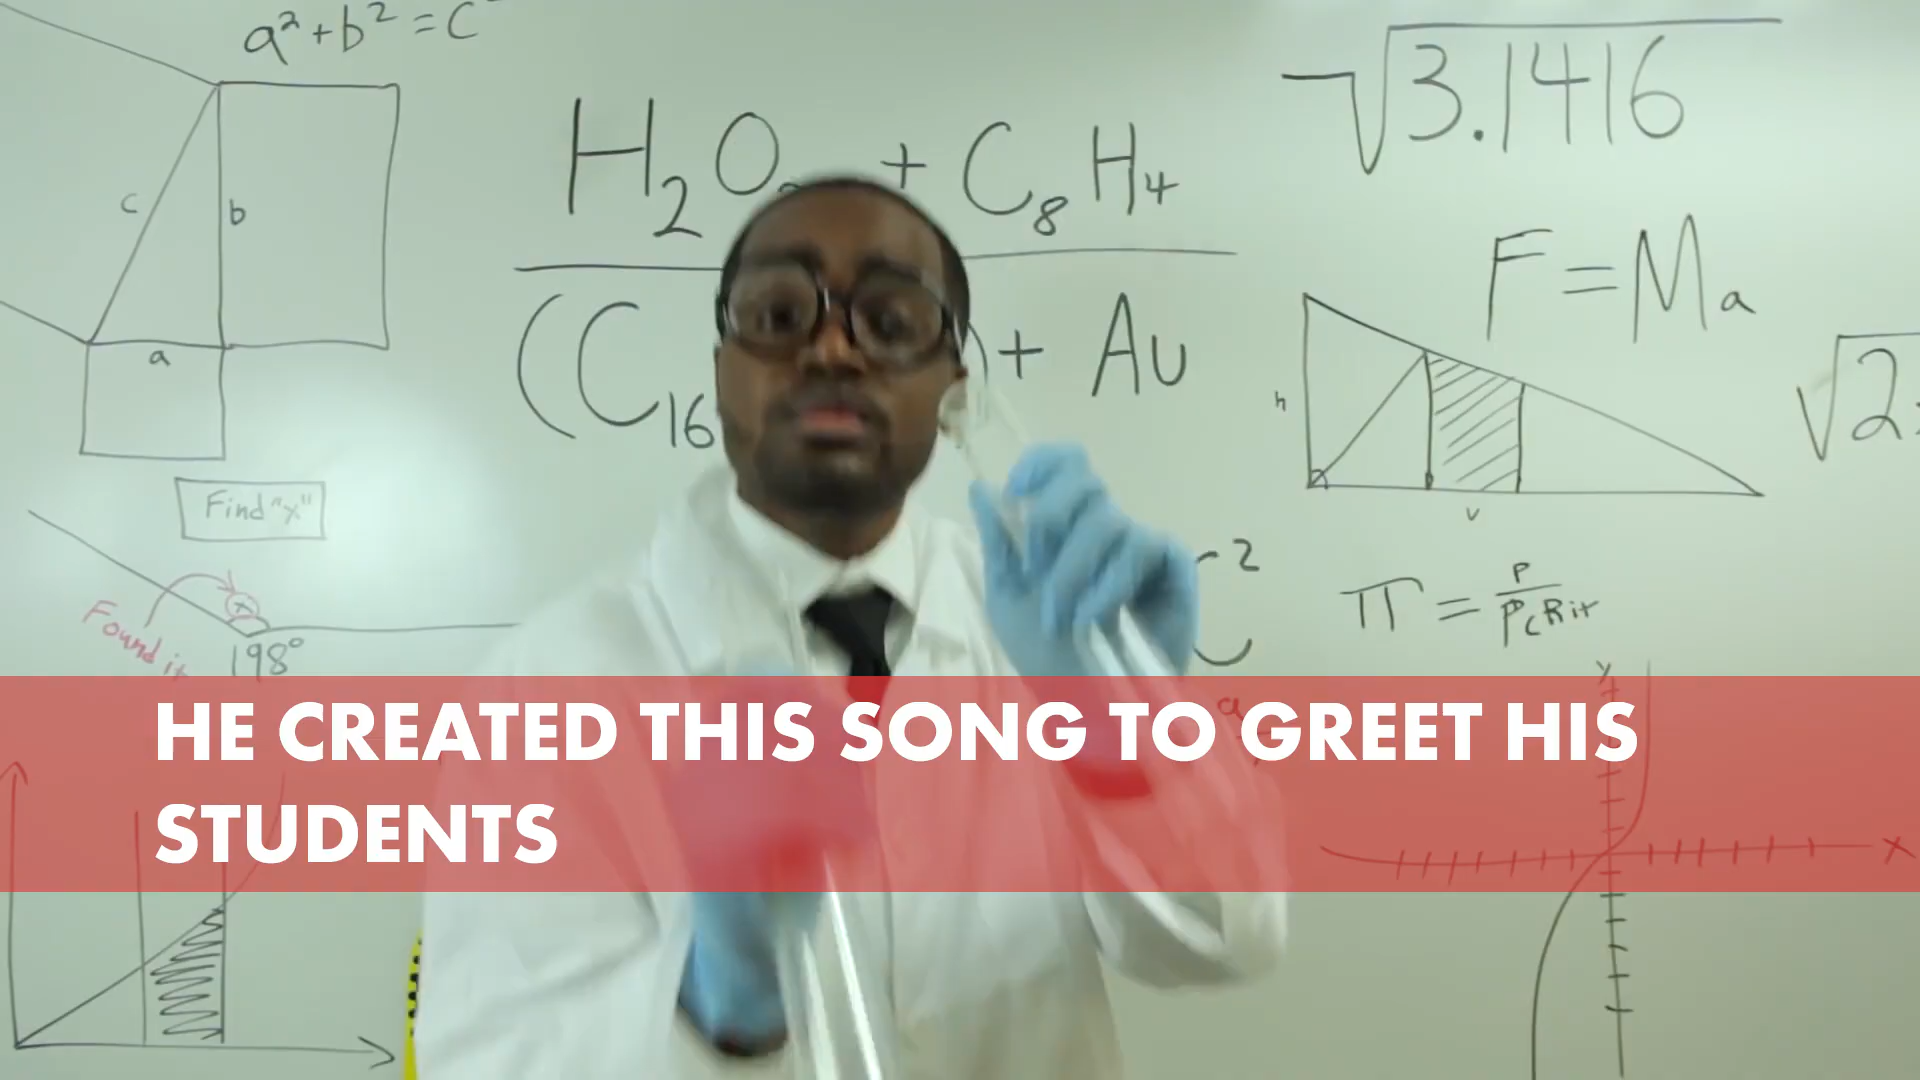 a² + b² = c
c
b
a
Find "x"
x
Found it
198°
H₂O + C₈H₄
(C₁₆ ) + Au
√3.1416
F = Ma
h
v
√2
π = P/PcRit
y
x
HE CREATED THIS SONG TO GREET HIS
STUDENTS